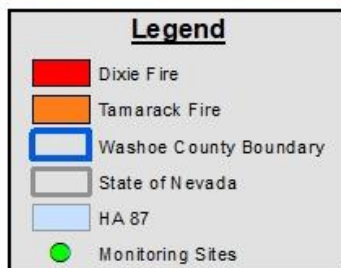 Legend
Dixie Fire
Tamarack Fire
Washoe County Boundary
State of Nevada
HA 87
Monitoring Sites